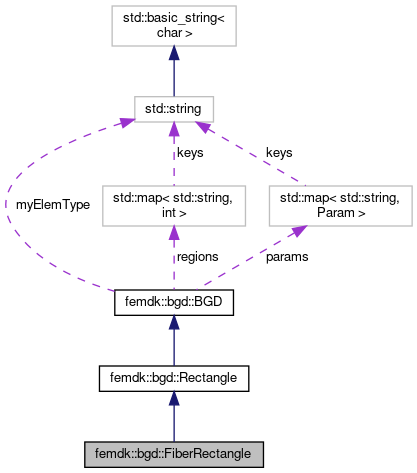 std::basic_string<
char >
std::string
keys
keys
std::map< std::string,
int >
std::map< std::string,
Param >
myElemType
regions
params
femdk::bgd::BGD
femdk::bgd::Rectangle
femdk::bgd::FiberRectangle